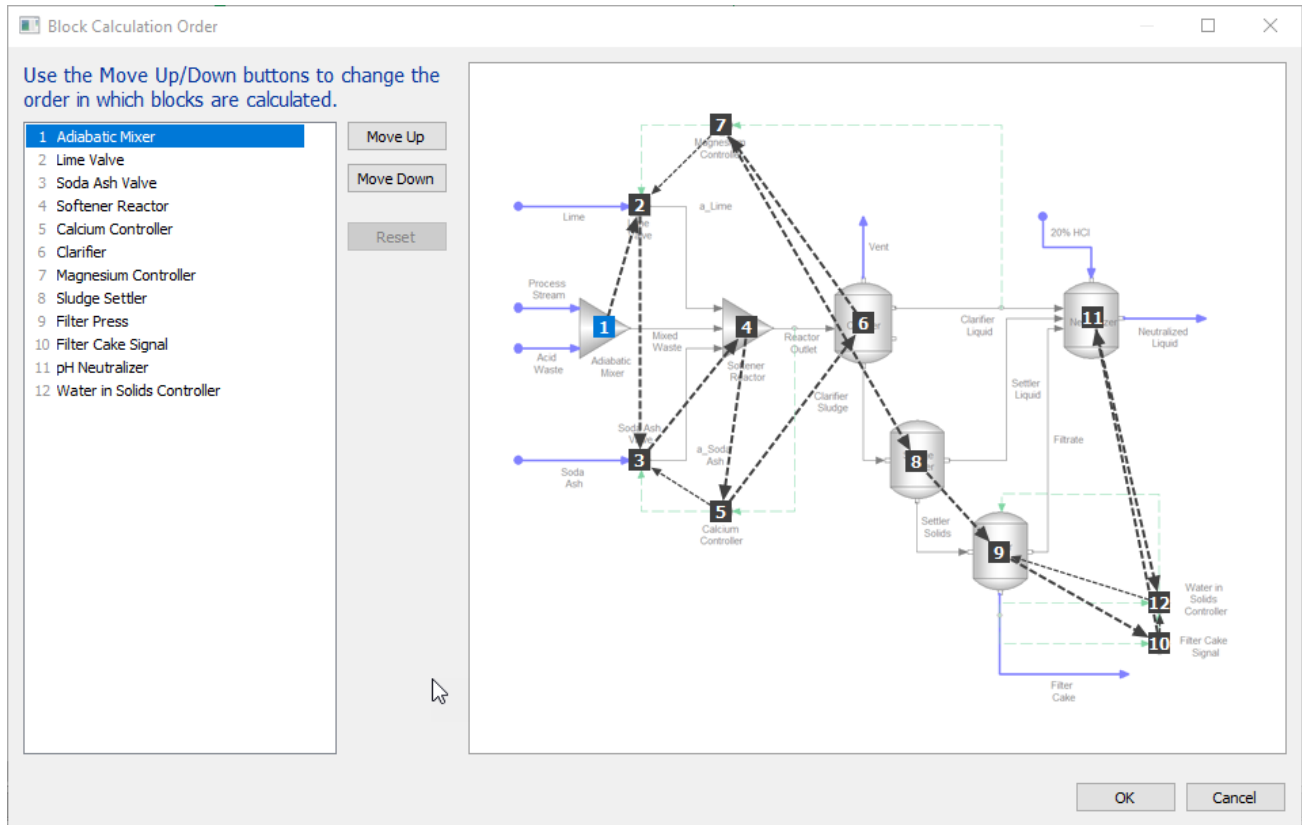 Block Calculation Order
Use the Move Up/Down buttons to change the
order in which blocks are calculated.
1 Adiabatic Mixer
2 Lime Valve
3 Soda Ash Valve
4 Softener Reactor
5 Calcium Controller
6 Clarifier
7 Magnesium Controller
8 Sludge Settler
9 Filter Press
10 Filter Cake Signal
11 pH Neutralizer
12 Water in Solids Controller
Move Up
Move Down
Reset
7
Controller
2
Lime
a_Lime
Valve
Vent
20% HCl
Process
Stream
1
Mixed
Waste
4
Reactor
Outlet
6
Clarifier
Liquid
11
Neutralized
Liquid
Acid
Waste
Adiabatic
Mixer
Softener
Reactor
Clarifier
Sludge
Settler
Liquid
Soda Ash
3
a_Soda
Ash
Filtrate
8
Soda
Ash
5
Calcium
Controller
Settler
Solids
9
12
Water in
Solids
Controller
10
Filter Cake
Signal
Filter
Cake
OK
Cancel